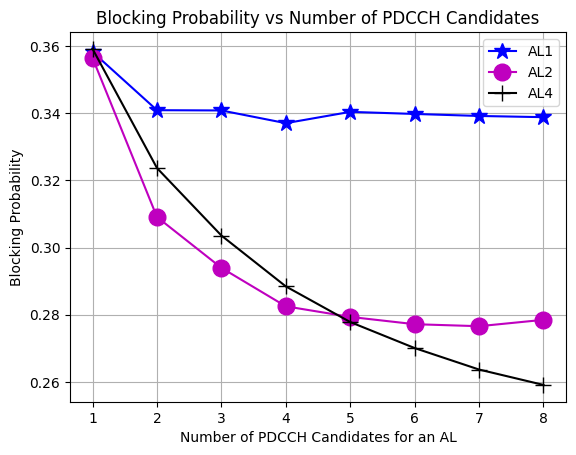 Blocking Probability vs Number of PDCCH Candidates
AL1
AL2
AL4
Blocking Probability
0.36
0.34
0.32
0.30
0.28
0.26
1 2 3 4 5 6 7 8
Number of PDCCH Candidates for an AL